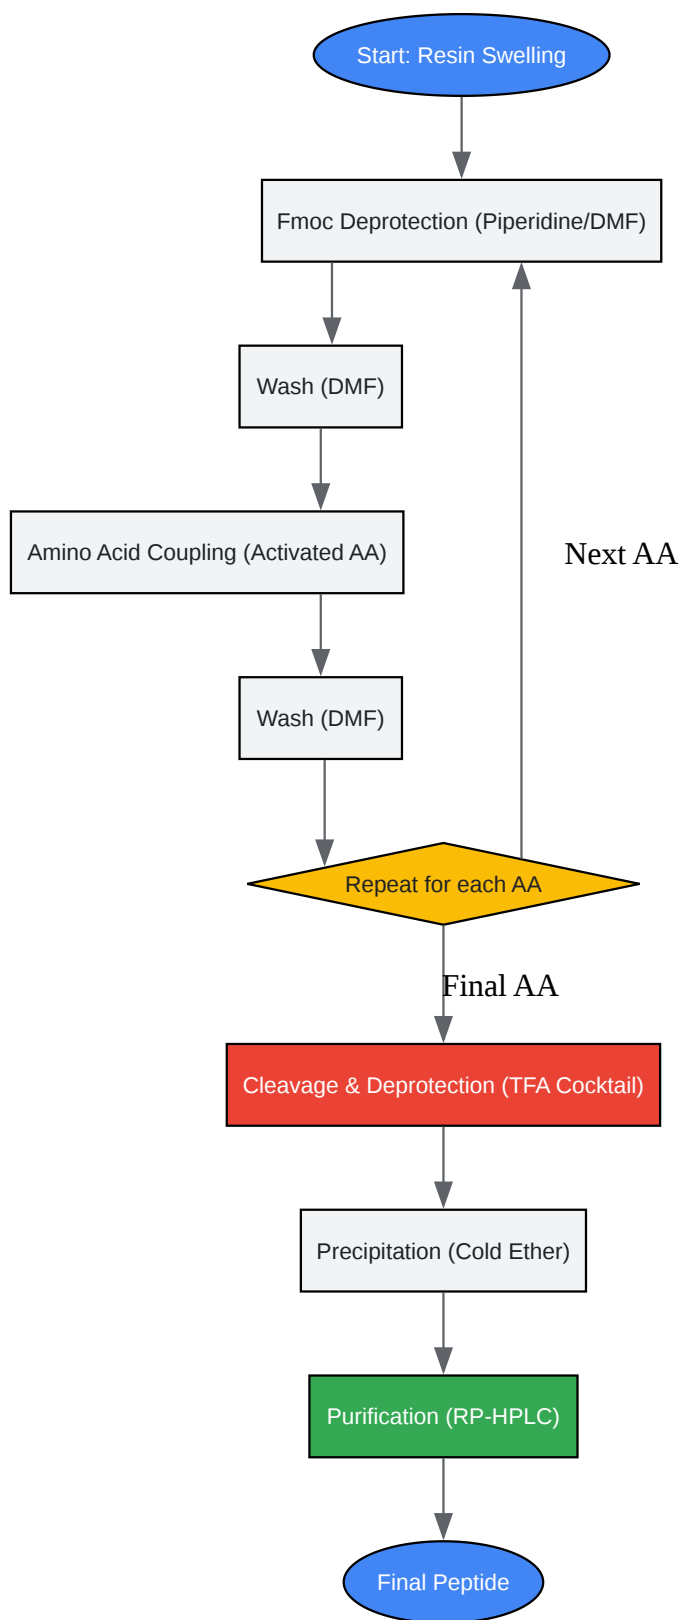 Start: Resin Swelling
Fmoc Deprotection (Piperidine/DMF)
Wash (DMF)
Amino Acid Coupling (Activated AA)
Next AA
Wash (DMF)
Repeat for each AA
Final AA
Cleavage & Deprotection (TFA Cocktail)
Precipitation (Cold Ether)
Purification (RP-HPLC)
Final Peptide